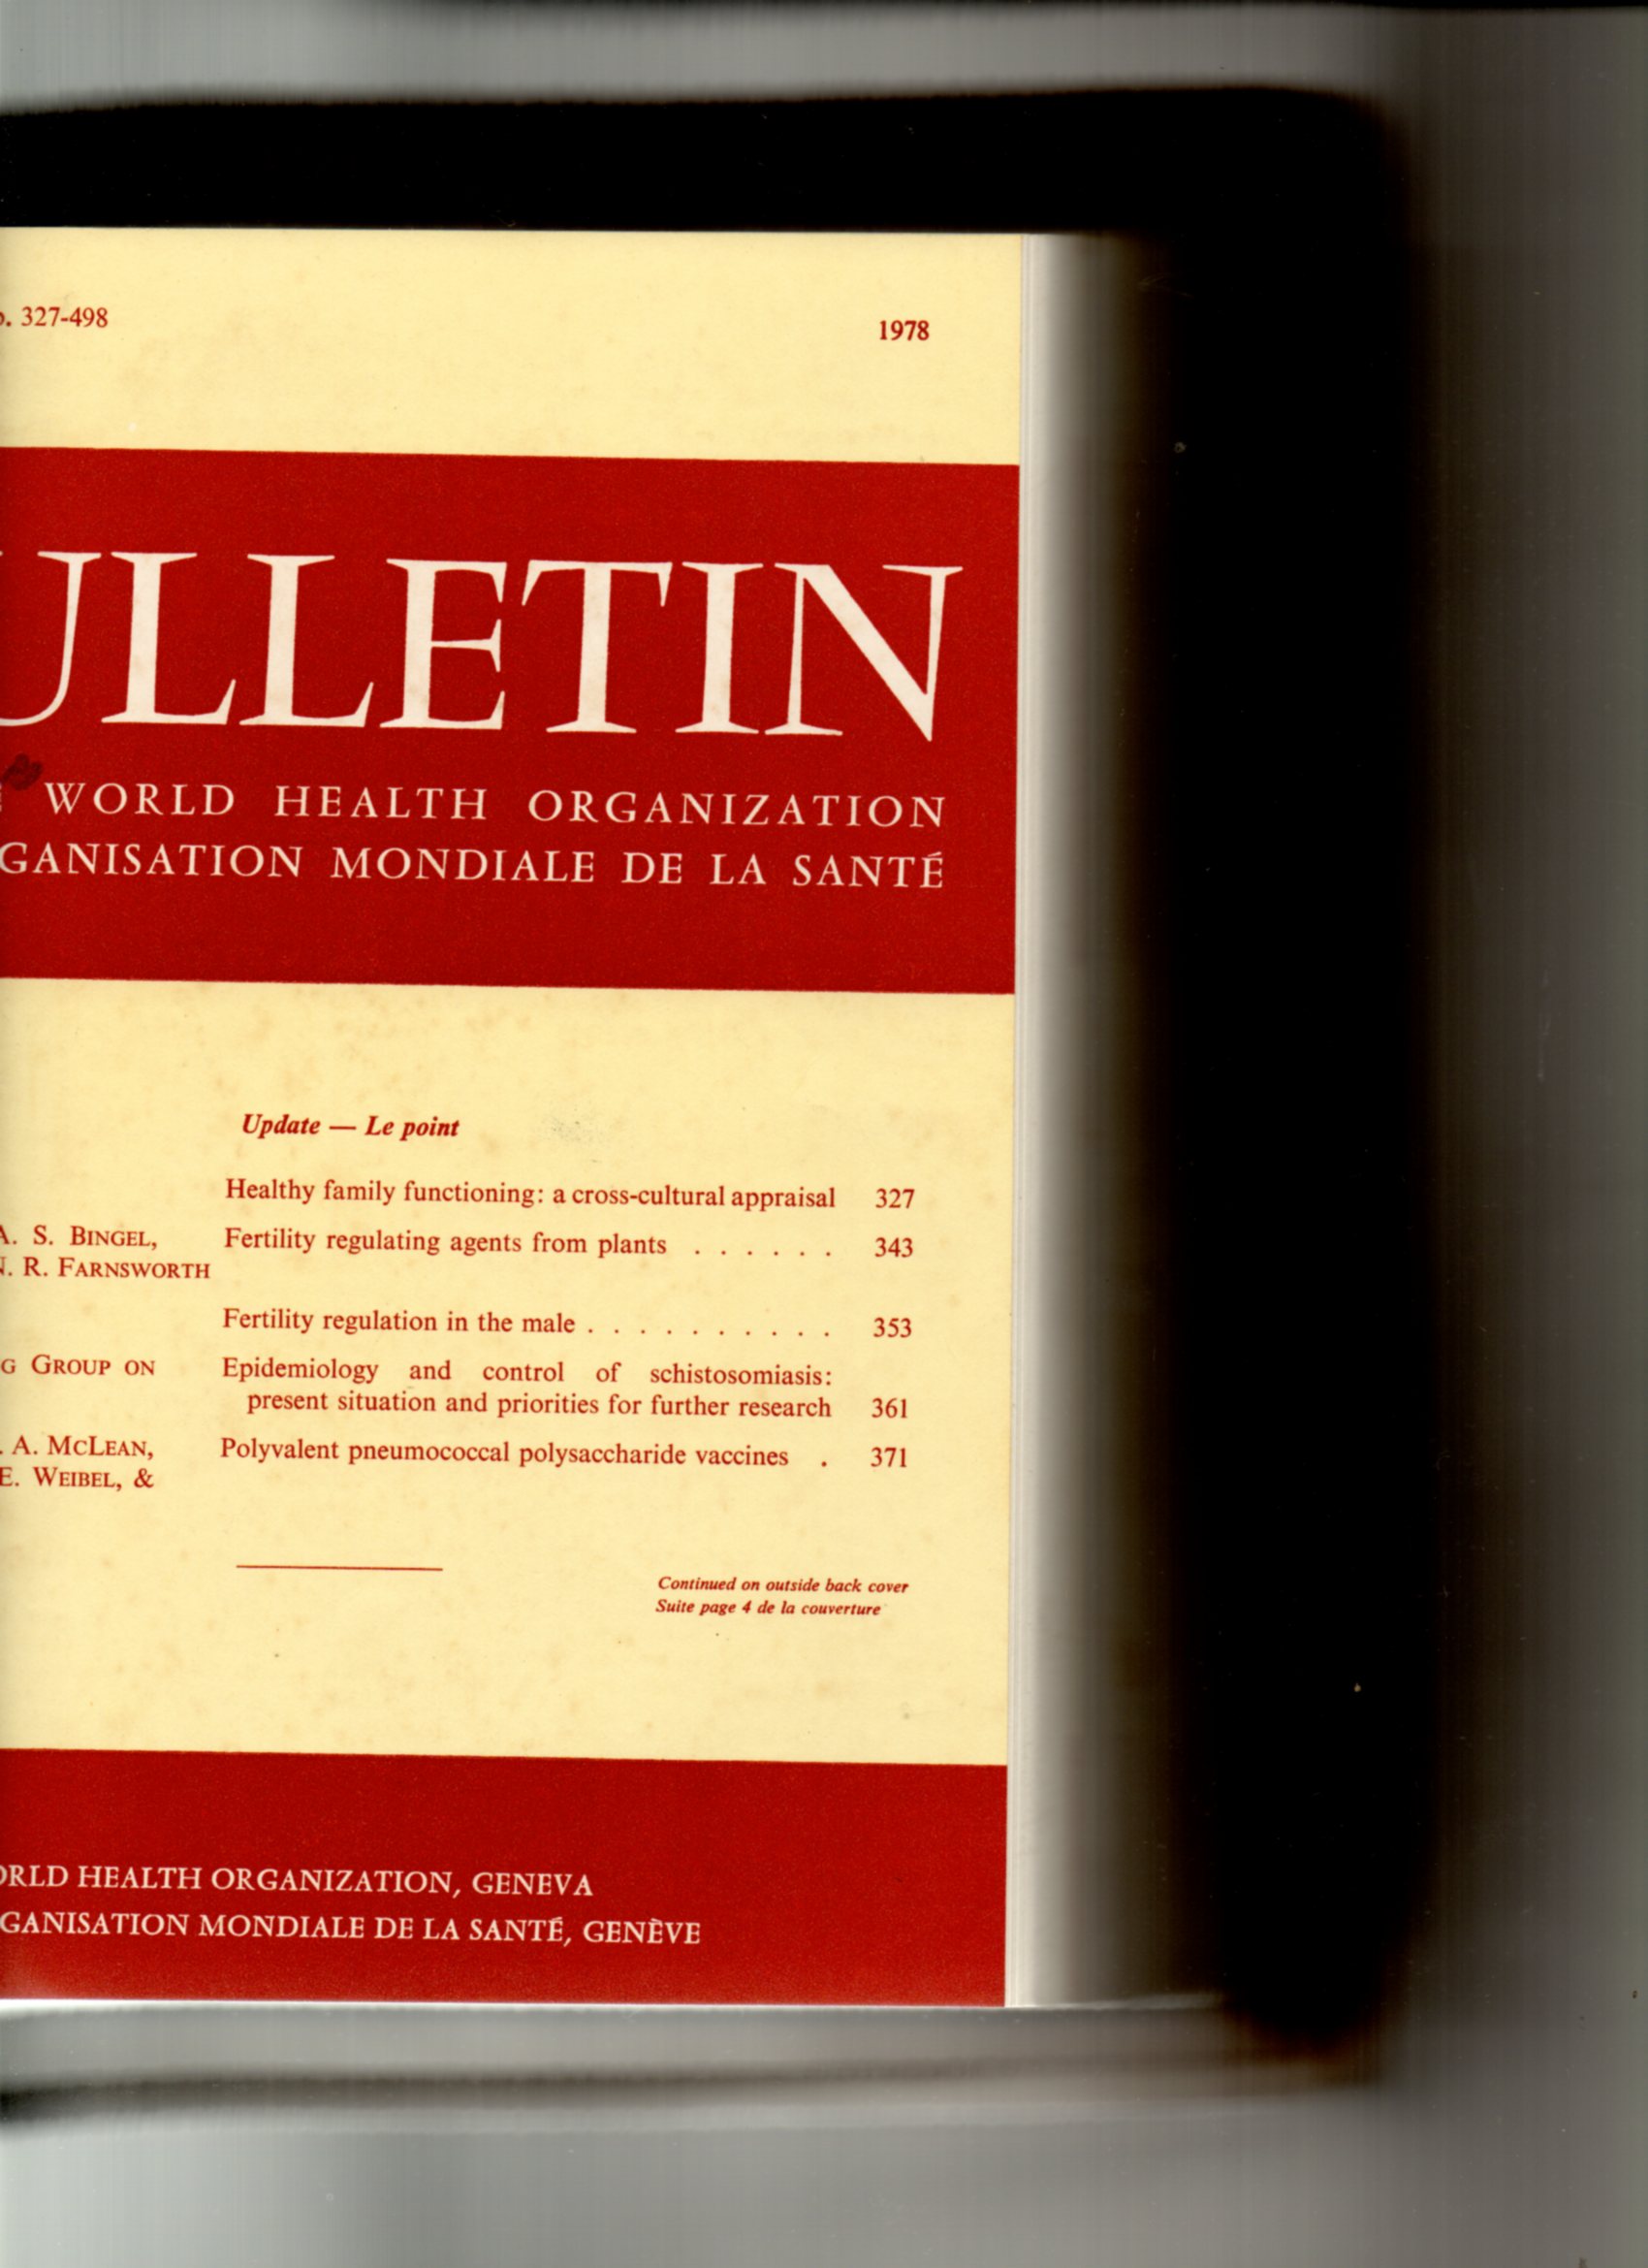 p. 327-498
1978
ULLETIN
WORLD HEALTH ORGANIZATION
GANISATION MONDIALE DE LA SANTÉ
Update — Le point
Healthy family functioning: a cross-cultural appraisal 327
A. S. BINGEL, Fertility regulating agents from plants . . . . . . 343
N. R. FARNSWORTH
Fertility regulation in the male . . . . . . . . . . 353
G GROUP ON Epidemiology and control of schistosomiasis:
present situation and priorities for further research 361
. A. MCLEAN, Polyvalent pneumococcal polysaccharide vaccines . 371
E. WEIBEL, &
Continued on outside back cover
Suite page 4 de la couverture
ORLD HEALTH ORGANIZATION, GENEVA
GANISATION MONDIALE DE LA SANTÉ, GENÈVE